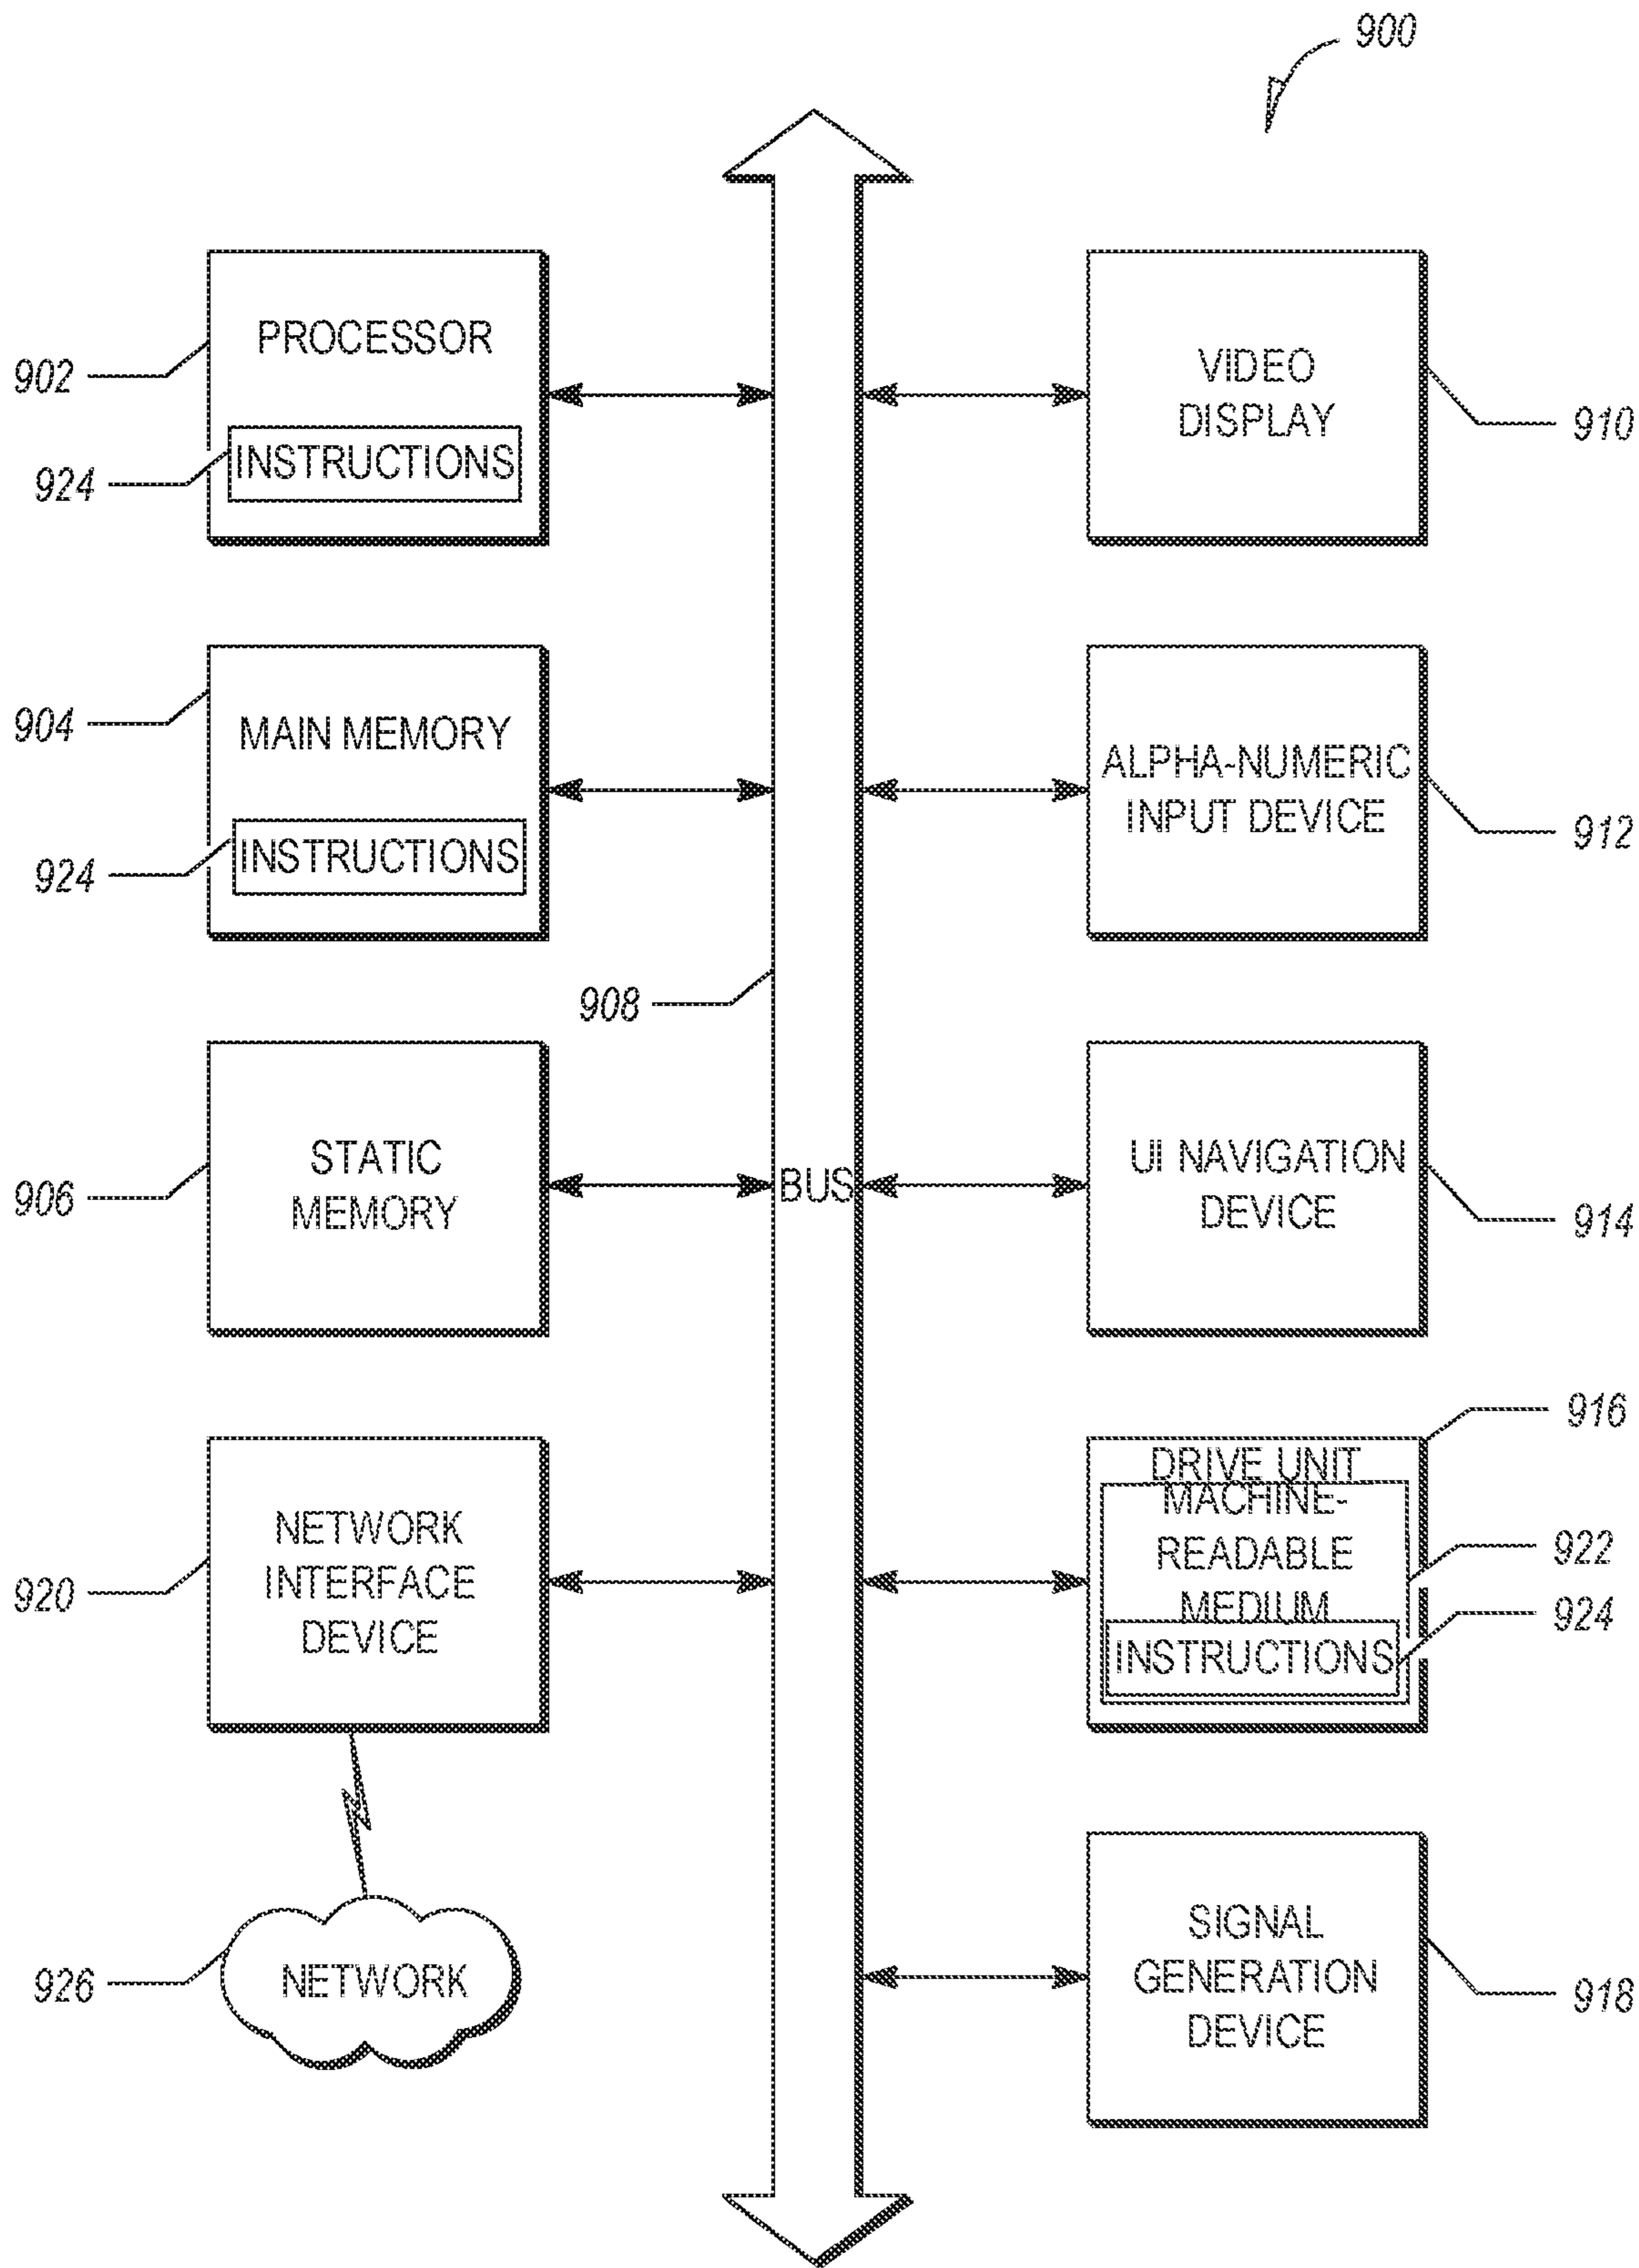 900
PROCESSOR
902
INSTRUCTIONS
924
VIDEO
DISPLAY
910
MAIN MEMORY
904
INSTRUCTIONS
924
ALPHA-NUMERIC
INPUT DEVICE
912
908
STATIC
MEMORY
906
BUS
UI NAVIGATION
DEVICE
914
NETWORK
INTERFACE
DEVICE
920
916
DRIVE UNIT
MACHINE-
READABLE
MEDIUM
922
924
INSTRUCTIONS
NETWORK
926
SIGNAL
GENERATION
DEVICE
918